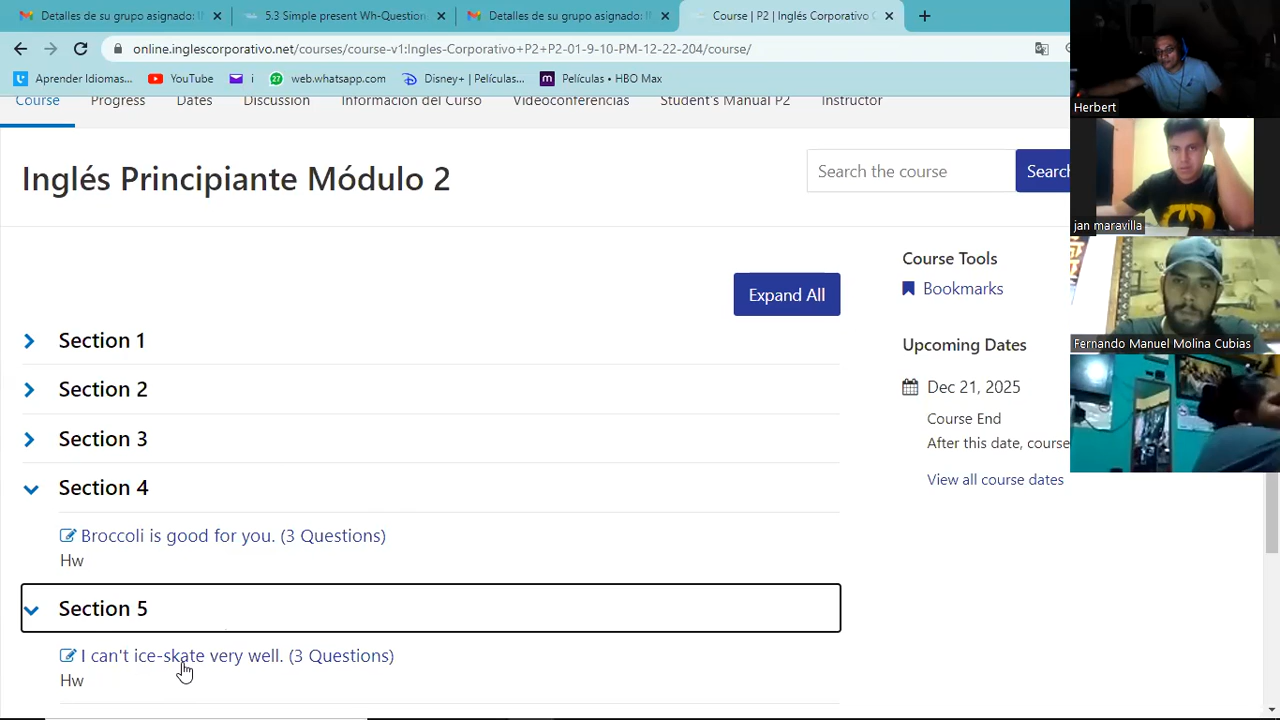 Detalles de su grupo asignado: I
5.3 Simple present Wh-Question
Detalles de su grupo asignado: I
Course | P2 | Inglés Corporativo
online.inglescorporativo.net/courses/course-v1:Ingles-Corporativo+P2+P2-01-9-10-PM-12-22-204/course/
Aprender Idiomas...
YouTube
i
27
web.whatsapp.com
Disney+ | Películas...
Películas • HBO Max
Course
Progress
Dates
Discussion
Información del Curso
Videoconferencias
Student's Manual P2
Instructor
Inglés Principiante Módulo 2
Search the course
Search
Expand All
Section 1
Section 2
Section 3
Section 4
Broccoli is good for you. (3 Questions)
Hw
Section 5
I can't ice-skate very well. (3 Questions)
Hw
Course Tools
Bookmarks
Upcoming Dates
Dec 21, 2025
Course End
After this date, course
View all course dates
Herbert
jan maravilla
Fernando Manuel Molina Cubias